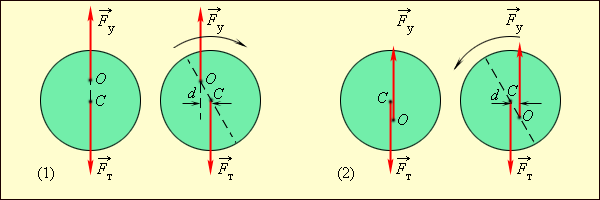 F⃗у F⃗у F⃗у F⃗у
O O
C C C C
d d
O O
(1) F⃗т F⃗т (2) F⃗т F⃗т